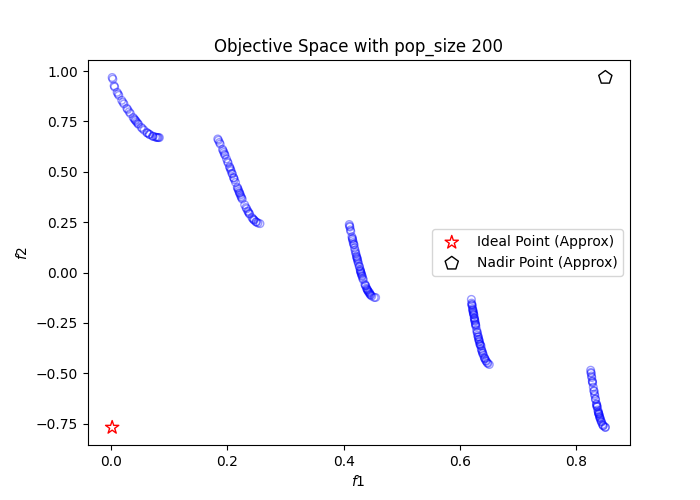 Objective Space with pop_size 200
1.00
0.75
0.50
0.25
0.00
−0.25
−0.50
−0.75
f2
Ideal Point (Approx)
Nadir Point (Approx)
0.0 0.2 0.4 0.6 0.8
f1